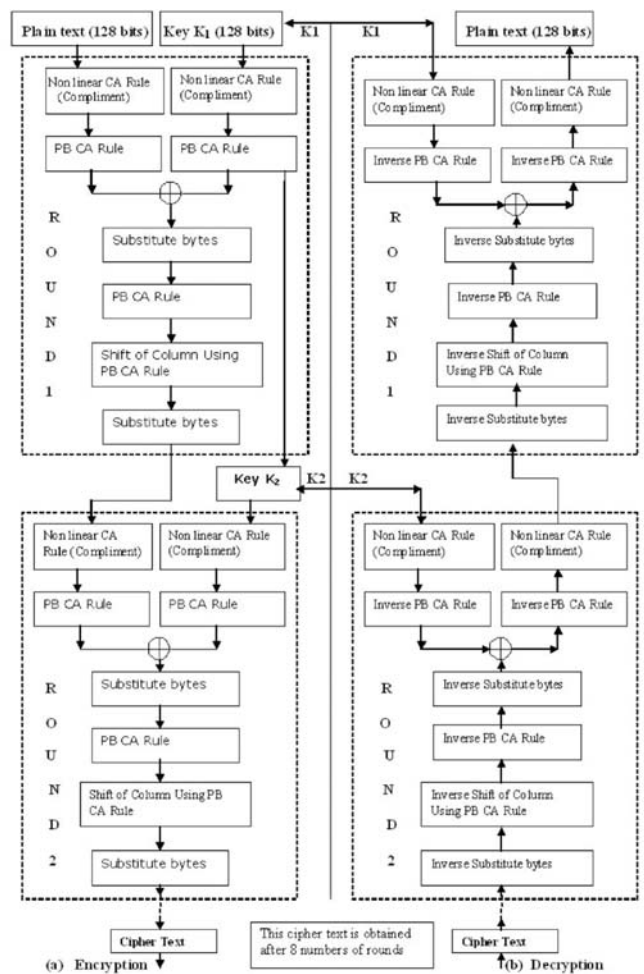 Plain text (128 bits)
Key K1 (128 bits)
K1
K1
Plain text (128 bits)
Non linear CA Rule
(Compliment)
Non linear CA Rule
(Compliment)
PB CA Rule
PB CA Rule
Substitute bytes
PB CA Rule
Shift of Column Using
PB CA Rule
Substitute bytes
R
O
U
N
D
1
Non linear CA Rule
(Compliment)
Non linear CA Rule
(Compliment)
Inverse PB CA Rule
Inverse PB CA Rule
Inverse Substitute bytes
Inverse PB CA Rule
Inverse Shift of Column
Using PB CA Rule
Inverse Substitute bytes
R
O
U
N
D
1
Key K2
K2
K2
Non linear CA
Rule (Compliment)
Non linear CA Rule
(Compliment)
PB CA Rule
PB CA Rule
Substitute bytes
PB CA Rule
Shift of Column Using PB
CA Rule
Substitute bytes
R
O
U
N
D
2
Non linear CA Rule
(Compliment)
Non linear CA Rule
(Compliment)
Inverse PB CA Rule
Inverse PB CA Rule
Inverse Substitute bytes
Inverse PB CA Rule
Inverse Shift of Column
Using PB CA Rule
Inverse Substitute bytes
R
O
U
N
D
2
Cipher Text
This cipher text is obtained
after 8 numbers of rounds
Cipher Text
(a) Encryption
(b) Decryption